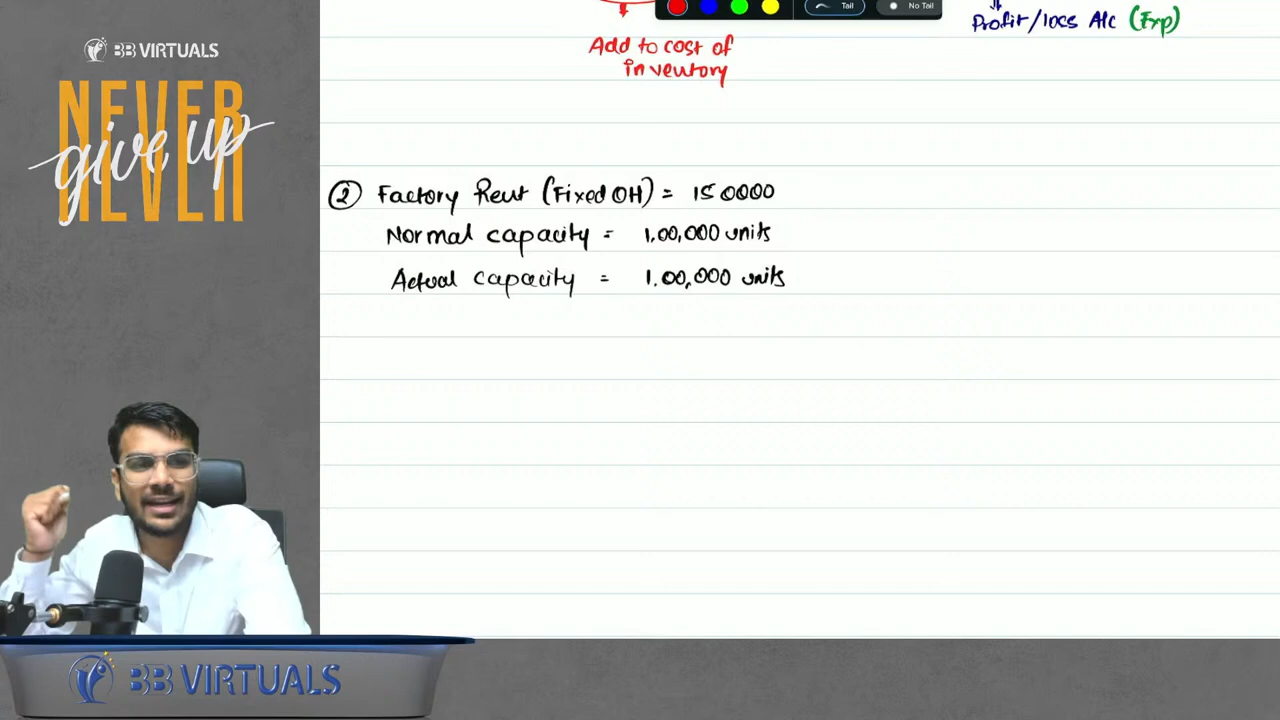 Tail
No Tail
Profit/loss A/c (Exp)
Add to cost of
inventory
BB VIRTUALS
NEVER
give up
NEVER
② Factory Rent (Fixed OH) = 150000
Normal capacity = 1,00,000 units
Actual capacity = 1.00,000 units
BB VIRTUALS